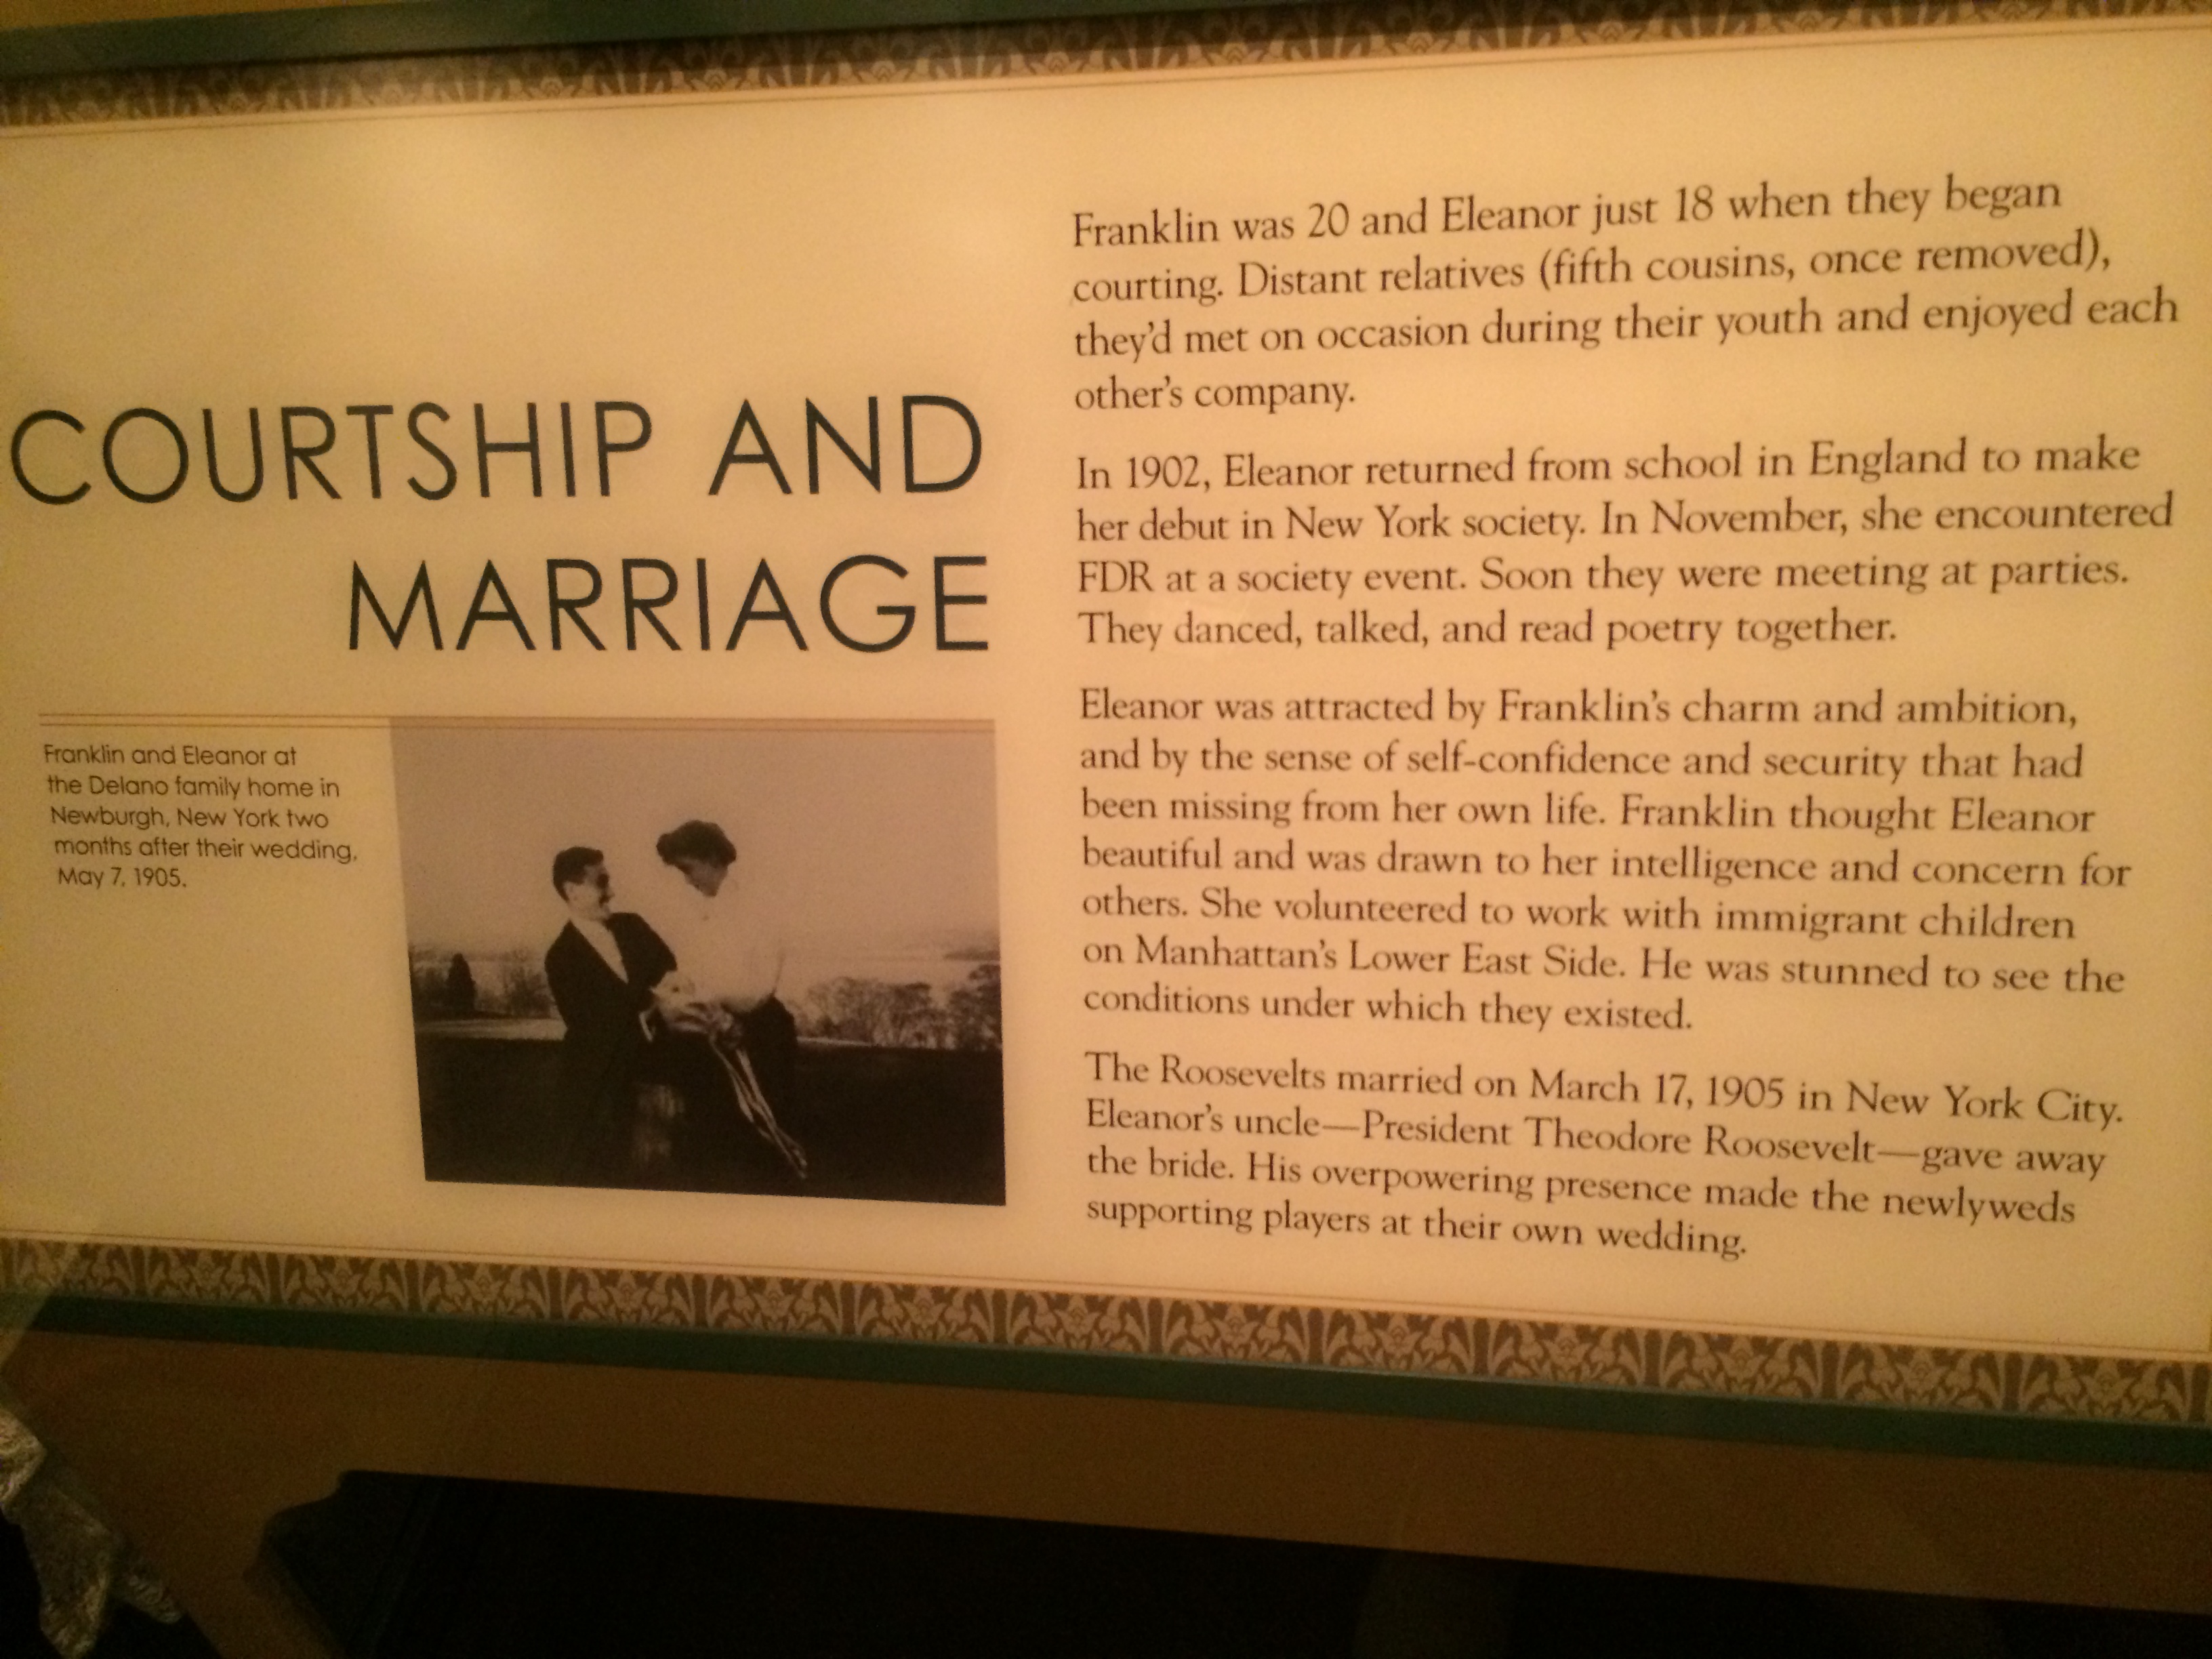 COURTSHIP AND
MARRIAGE
Franklin and Eleanor at
the Delano family home in
Newburgh, New York two
months after their wedding,
May 7, 1905.
Franklin was 20 and Eleanor just 18 when they began
courting. Distant relatives (fifth cousins, once removed),
they’d met on occasion during their youth and enjoyed each
other’s company.
In 1902, Eleanor returned from school in England to make
her debut in New York society. In November, she encountered
FDR at a society event. Soon they were meeting at parties.
They danced, talked, and read poetry together.
Eleanor was attracted by Franklin’s charm and ambition,
and by the sense of self-confidence and security that had
been missing from her own life. Franklin thought Eleanor
beautiful and was drawn to her intelligence and concern for
others. She volunteered to work with immigrant children
on Manhattan’s Lower East Side. He was stunned to see the
conditions under which they existed.
The Roosevelts married on March 17, 1905 in New York City.
Eleanor’s uncle—President Theodore Roosevelt—gave away
the bride. His overpowering presence made the newlyweds
supporting players at their own wedding.